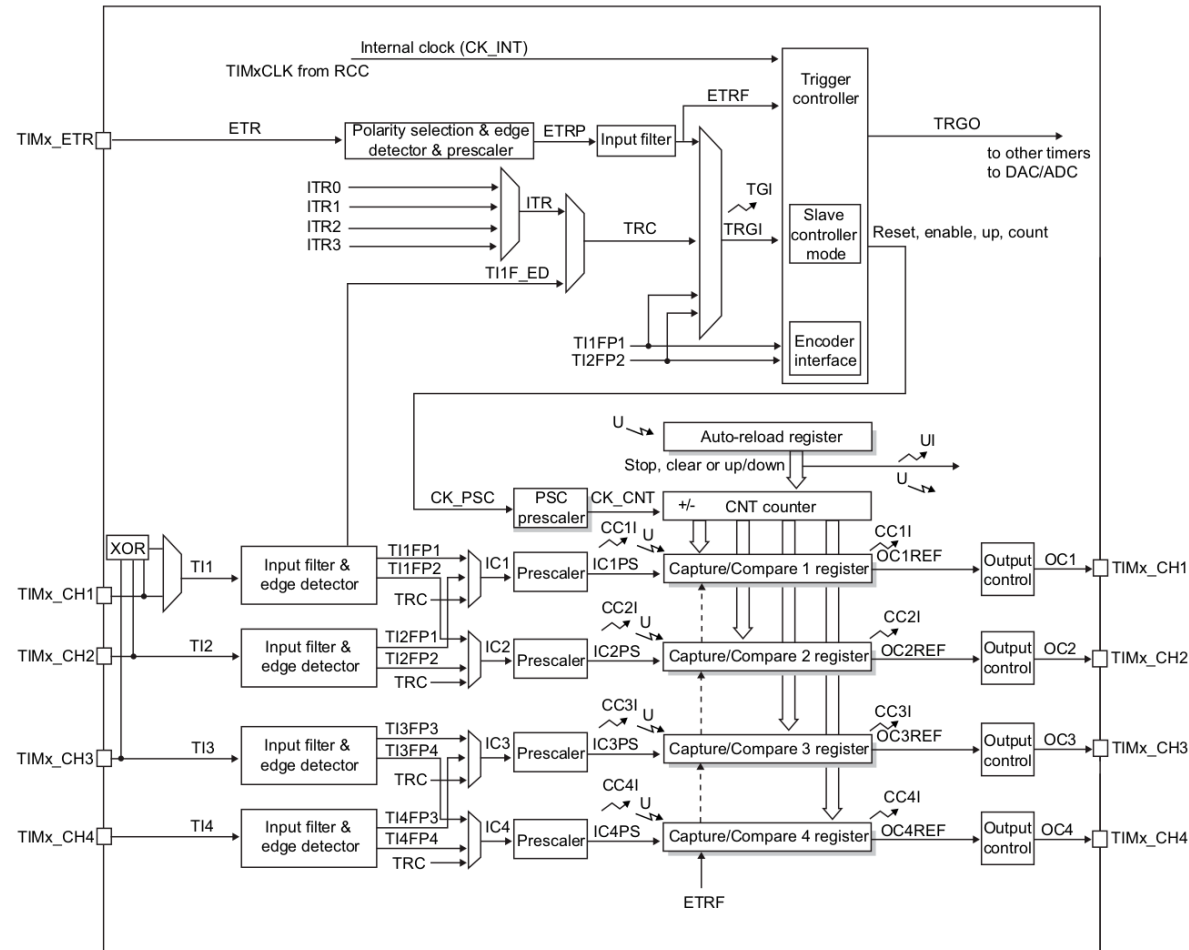 Internal clock (CK_INT)
TIMxCLK from RCC
Trigger
controller
ETRF
TIMx_ETR
ETR
Polarity selection & edge
detector & prescaler
ETRP
Input filter
TRGO
to other timers
to DAC/ADC
ITR0
ITR1
ITR2
ITR3
ITR
TRC
TGI
TRGI
Slave
controller
mode
Reset, enable, up, count
TI1F_ED
TI1FP1
TI2FP2
Encoder
interface
U
Auto-reload register
UI
Stop, clear or up/down
U
CK_PSC
PSC
prescaler
CK_CNT
+/-
CNT counter
XOR
TI1
Input filter &
edge detector
TI1FP1
TI1FP2
TRC
IC1
Prescaler
IC1PS
CC1I
U
Capture/Compare 1 register
CC1I
OC1REF
Output
control
OC1
TIMx_CH1
TIMx_CH1
TIMx_CH2
TI2
Input filter &
edge detector
TI2FP1
TI2FP2
TRC
IC2
Prescaler
IC2PS
CC2I
U
Capture/Compare 2 register
CC2I
OC2REF
Output
control
OC2
TIMx_CH2
TIMx_CH3
TI3
Input filter &
edge detector
TI3FP3
TI3FP4
TRC
IC3
Prescaler
IC3PS
CC3I
U
Capture/Compare 3 register
CC3I
OC3REF
Output
control
OC3
TIMx_CH3
TIMx_CH4
TI4
Input filter &
edge detector
TI4FP3
TI4FP4
TRC
IC4
Prescaler
IC4PS
CC4I
U
Capture/Compare 4 register
CC4I
OC4REF
Output
control
OC4
TIMx_CH4
ETRF